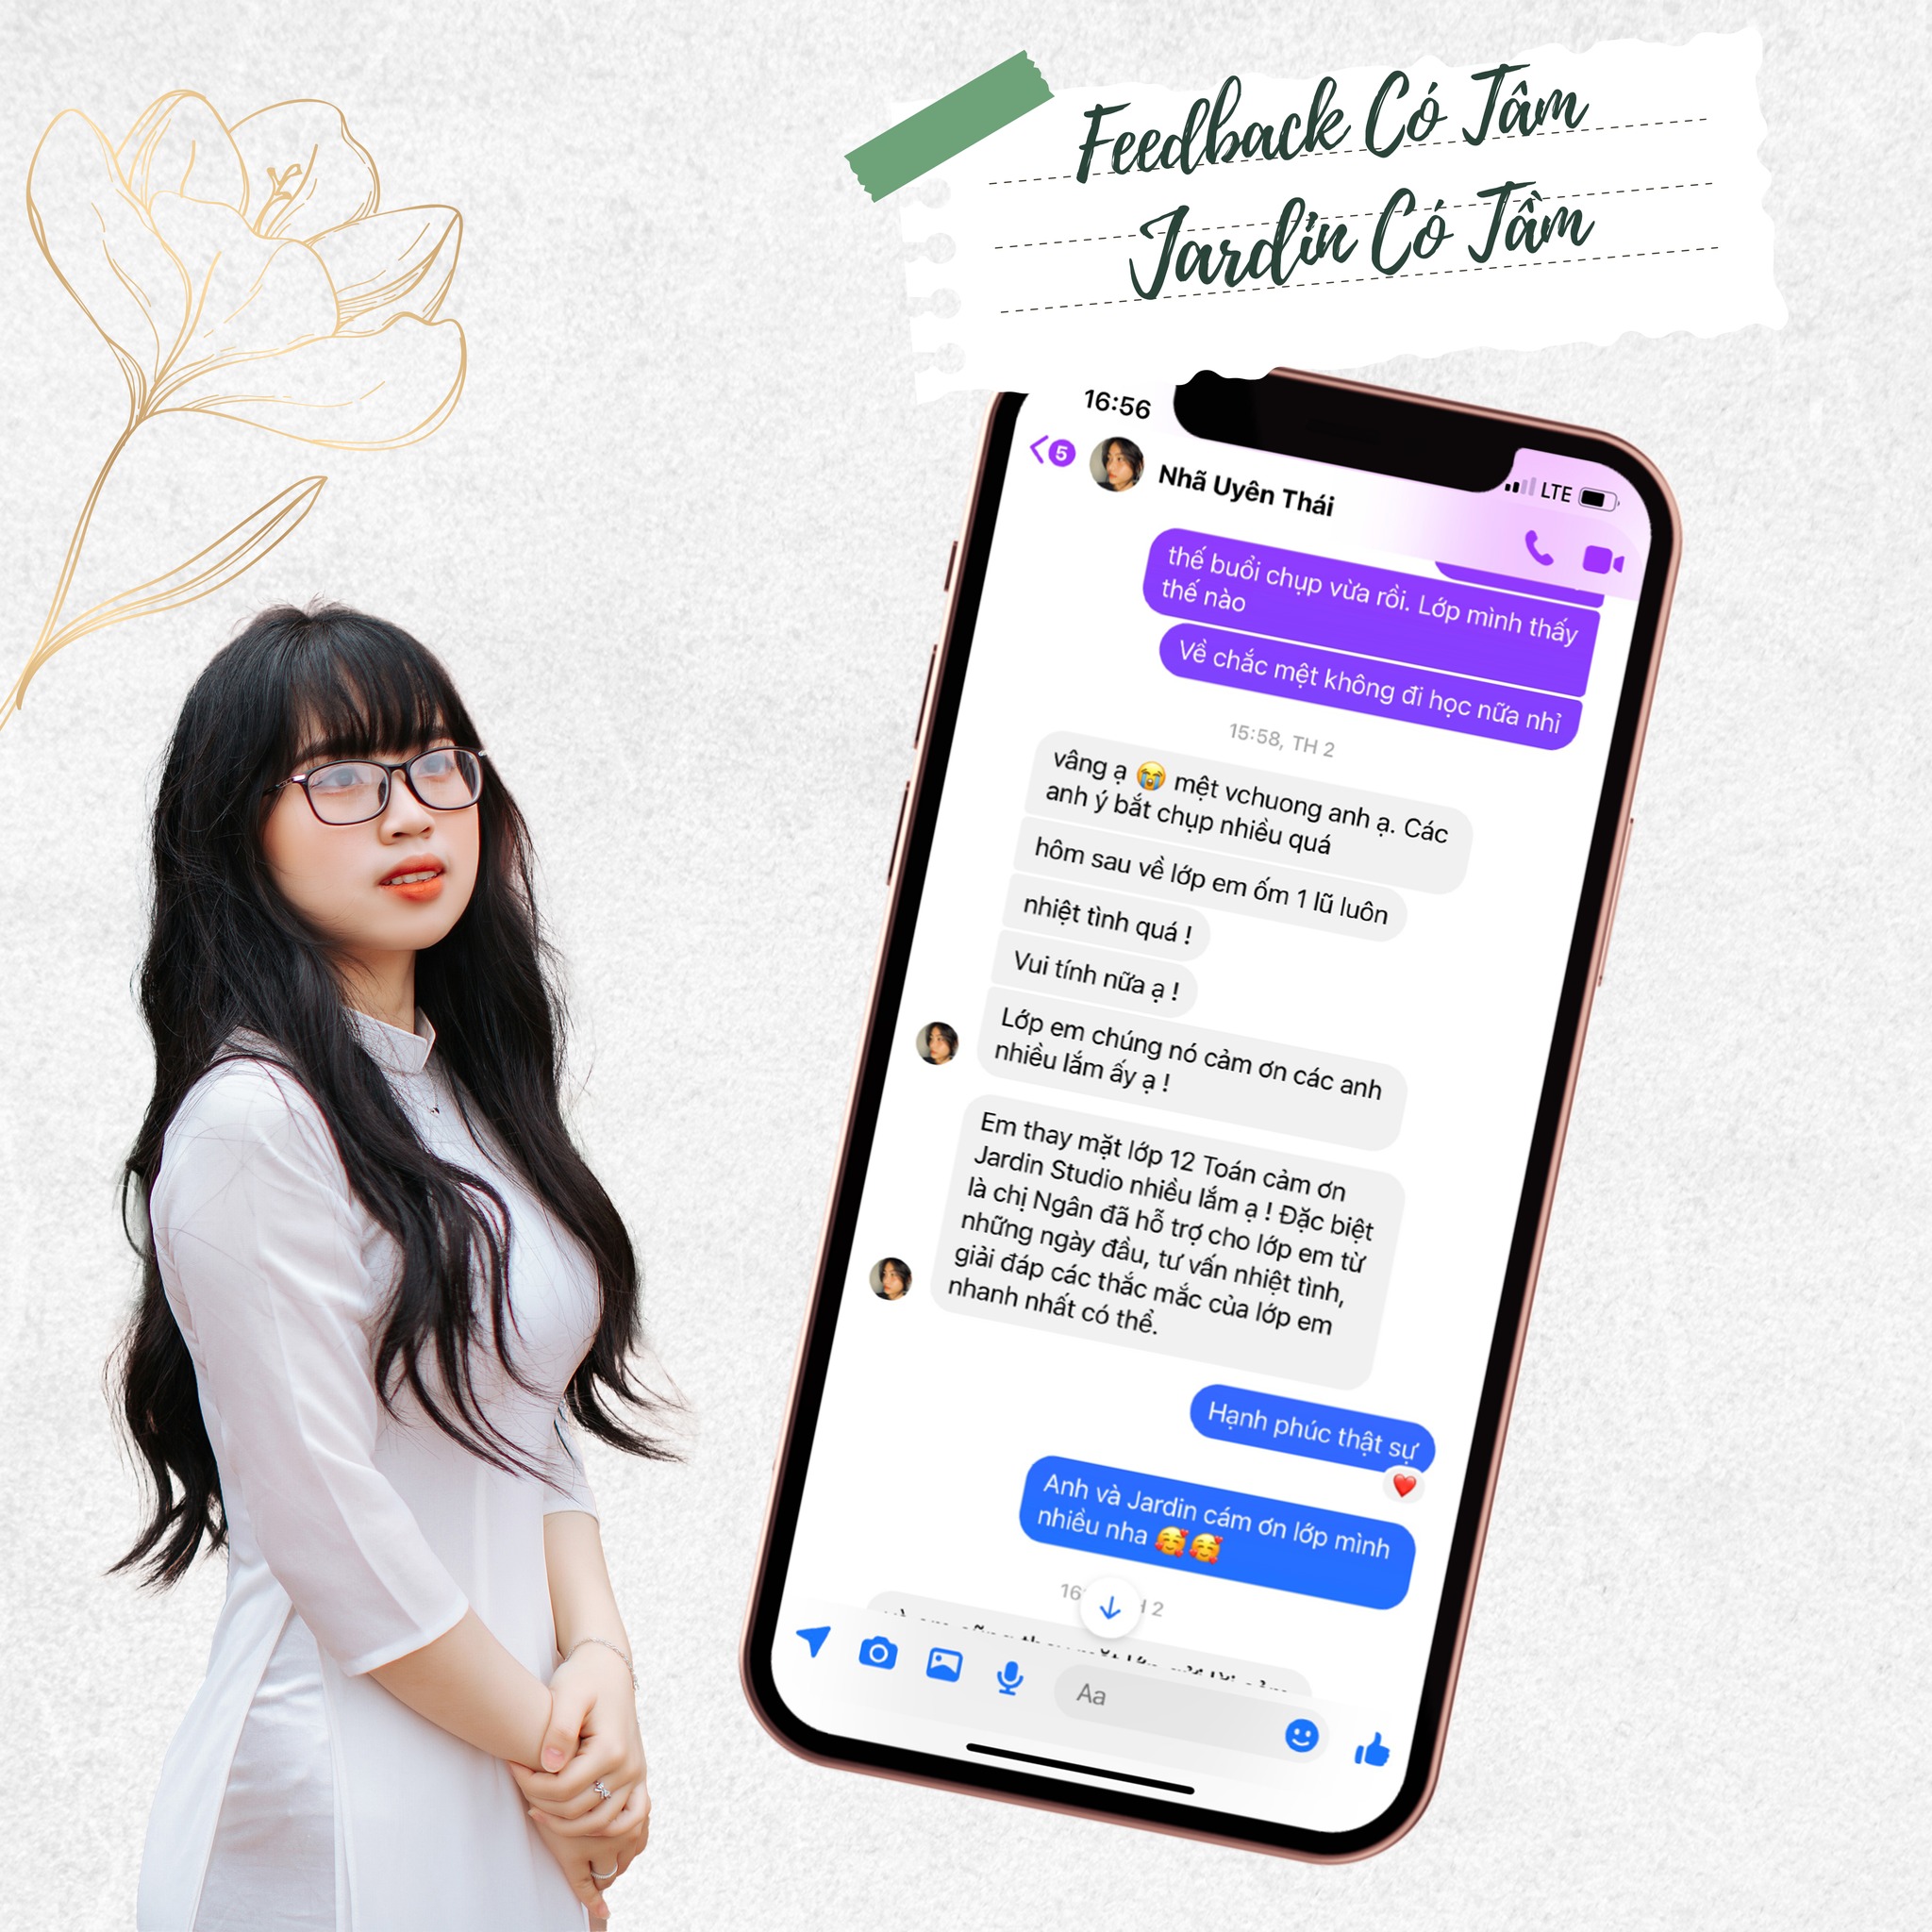 Feedback Có Tâm
Jardin Có Tầm
16:56
LTE
5
Nhã Uyên Thái
thế buổi chụp vừa rồi. Lớp mình thấy
thế nào
Về chắc mệt không đi học nữa nhỉ
15:58, TH 2
vâng ạ 😭 mệt vchuong anh ạ. Các
anh ý bắt chụp nhiều quá
hôm sau về lớp em ốm 1 lũ luôn
nhiệt tình quá !
Vui tính nữa ạ !
Lớp em chúng nó cảm ơn các anh
nhiều lắm ấy ạ !
Em thay mặt lớp 12 Toán cảm ơn
Jardin Studio nhiều lắm ạ ! Đặc biệt
là chị Ngân đã hỗ trợ cho lớp em từ
những ngày đầu, tư vấn nhiệt tình,
giải đáp các thắc mắc của lớp em
nhanh nhất có thể.
Hạnh phúc thật sự
❤️
Anh và Jardin cám ơn lớp mình
nhiều nha 🥰🥰
Aa